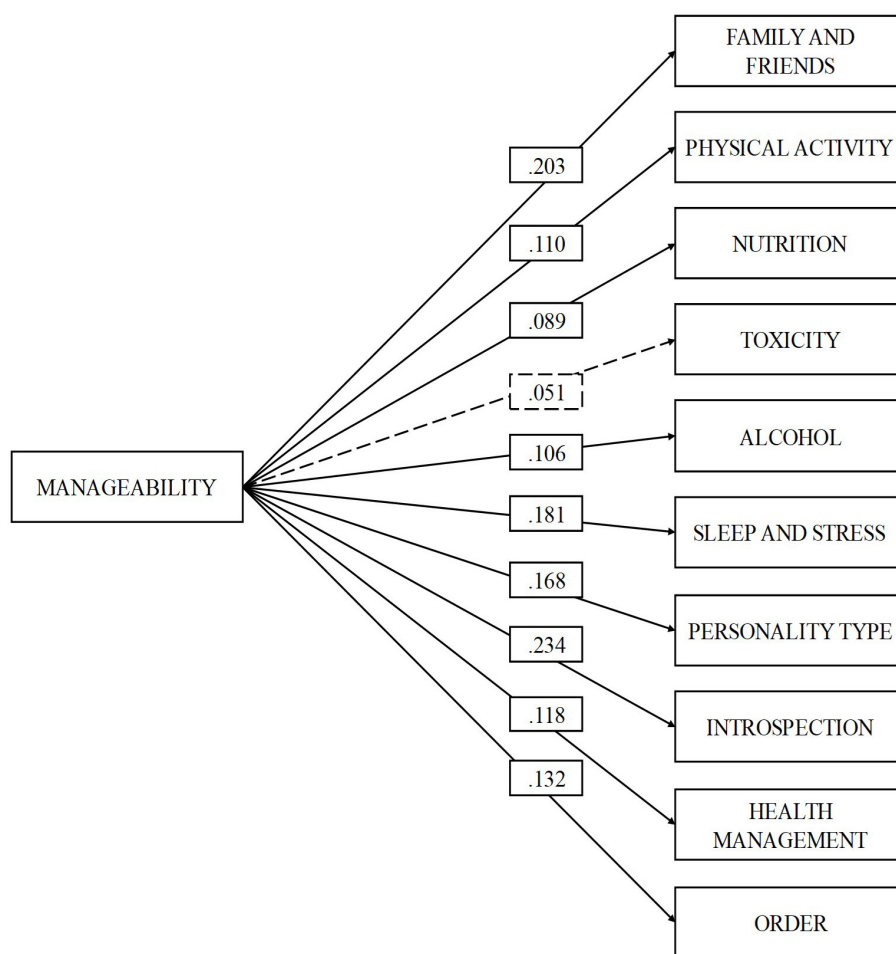 FAMILY AND
FRIENDS
.203
PHYSICAL ACTIVITY
.110
NUTRITION
.089
TOXICITY
.051
ALCOHOL
.106
MANAGEABILITY
.181
SLEEP AND STRESS
.168
PERSONALITY TYPE
.234
INTROSPECTION
.118
HEALTH
MANAGEMENT
.132
ORDER